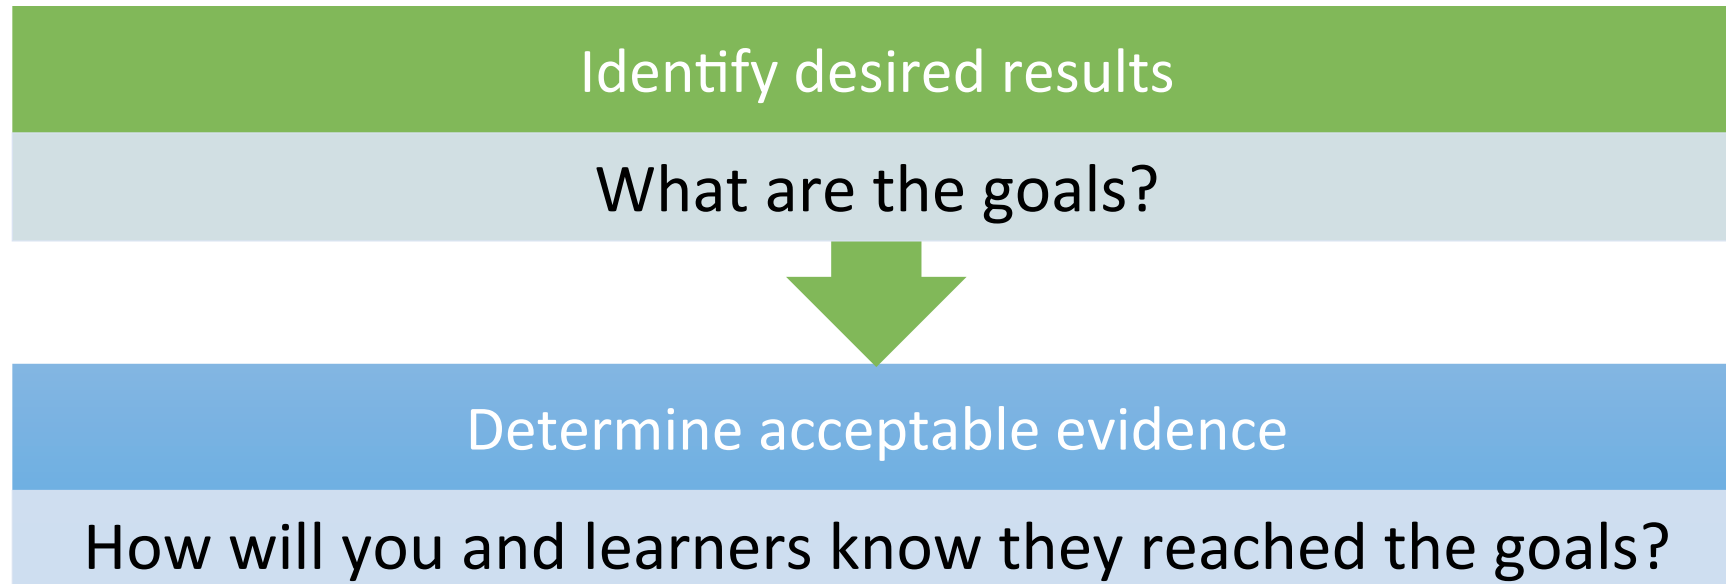 Identify desired results
What are the goals?
Determine acceptable evidence
How will you and learners know they reached the goals?